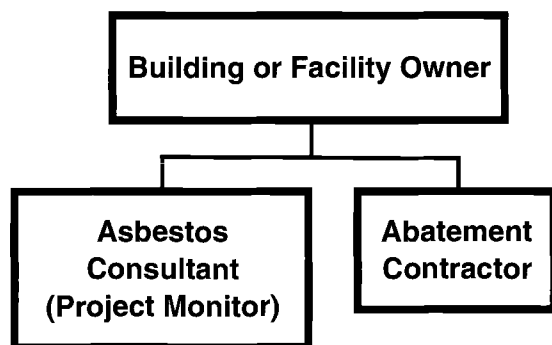 Building or Facility Owner
Asbestos
Consultant
(Project Monitor)
Abatement
Contractor